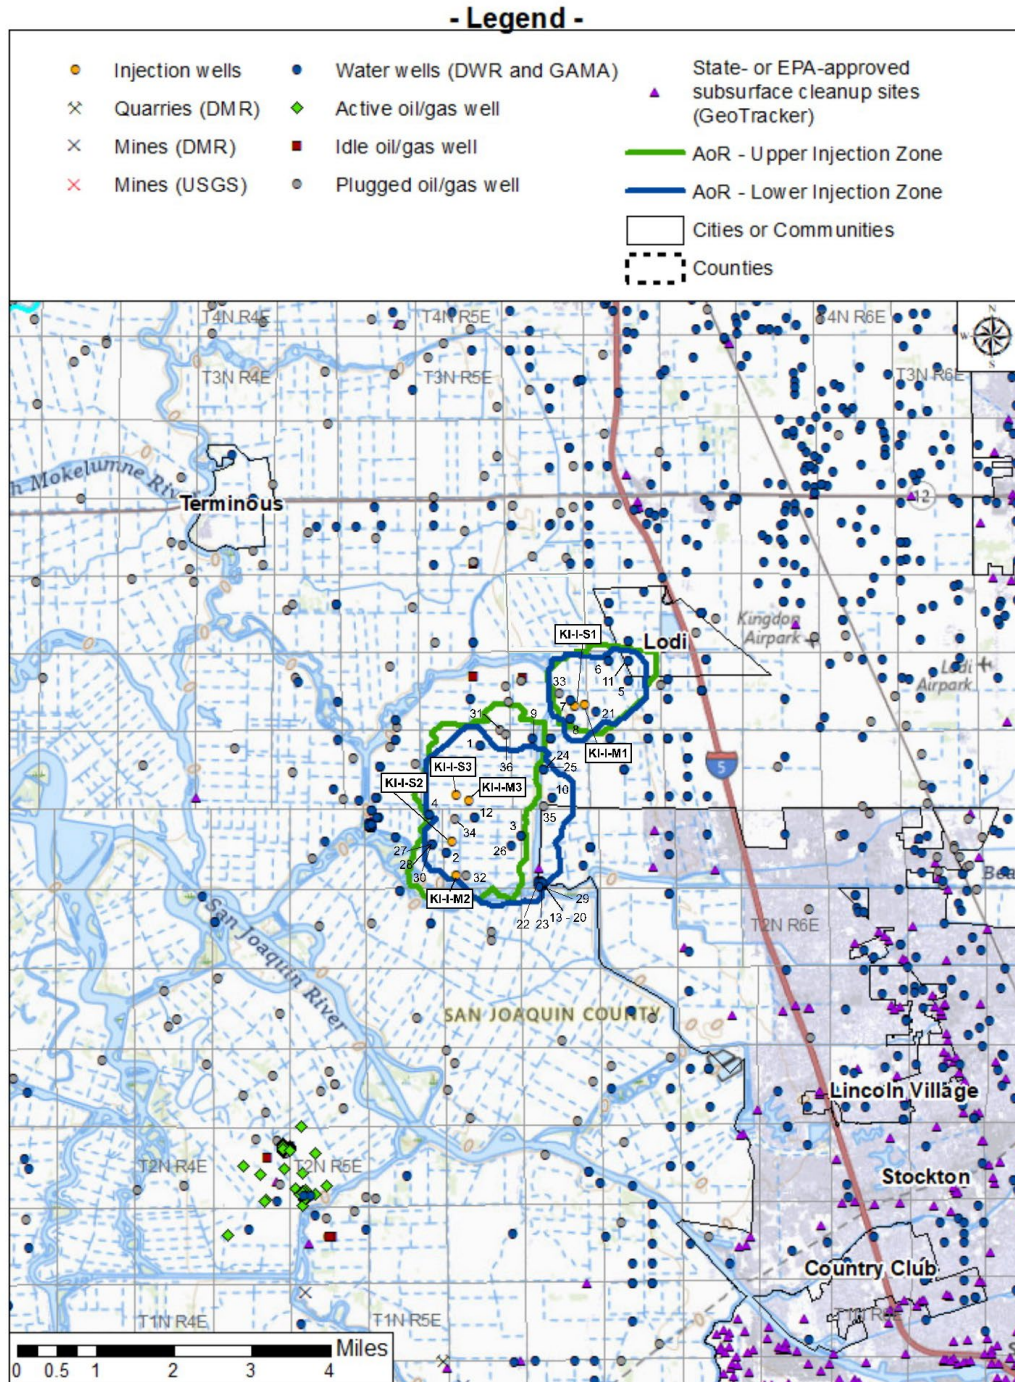 - Legend -
Injection wells
Quarries (DMR)
Mines (DMR)
Mines (USGS)
Water wells (DWR and GAMA)
Active oil/gas well
Idle oil/gas well
Plugged oil/gas well
State- or EPA-approved
subsurface cleanup sites
(GeoTracker)
AoR - Upper Injection Zone
AoR - Lower Injection Zone
Cities or Communities
Counties
T4N R4E
T4N R5E
T4N R6E
N
W
S
T3N R4E
T3N R5E
T3N R6E
h Mokelumne Riv
Terminous
12
Kingdon
Airpark
Lodi
Lodi
Airpark
KI-I-S1
33
6
11
5
7
21
8
KI-I-M1
31
9
1
36
24
25
5
KI-I-S3
KI-I-S2
KI-I-M3
10
4
12
35
34
3
27
28
2
26
30
32
KI-I-M2
29
22
23
13 - 20
Bea
T2N R6E
San Joaquin River
SAN JOAQUIN COUNTY
Lincoln Village
T2N R4E
T2N R5E
Stockton
Country Club
T1N R4E
T1N R5E
S
Miles
0
0.5
1
2
3
4